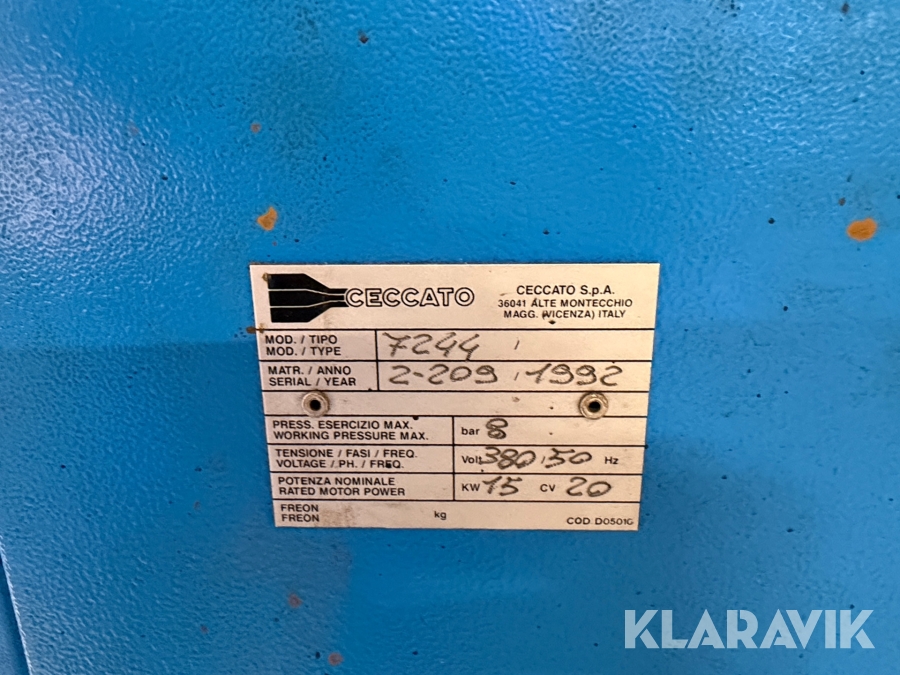 CECCATO
CECCATO S.p.A.
36041 ALTE MONTECCHIO
MAGG. (VICENZA) ITALY
MOD. / TIPO
MOD. / TYPE
7244 /
MATR. / ANNO
SERIAL / YEAR
2-209 / 1992
PRESS. ESERCIZIO MAX.
WORKING PRESSURE MAX.
bar 8
TENSIONE / FASI / FREQ.
VOLTAGE / PH. / FREQ.
Volt 380 / 50 Hz
POTENZA NOMINALE
RATED MOTOR POWER
KW 15 CV 20
FREON
FREON
kg
COD. D0501G
KLARAVIK